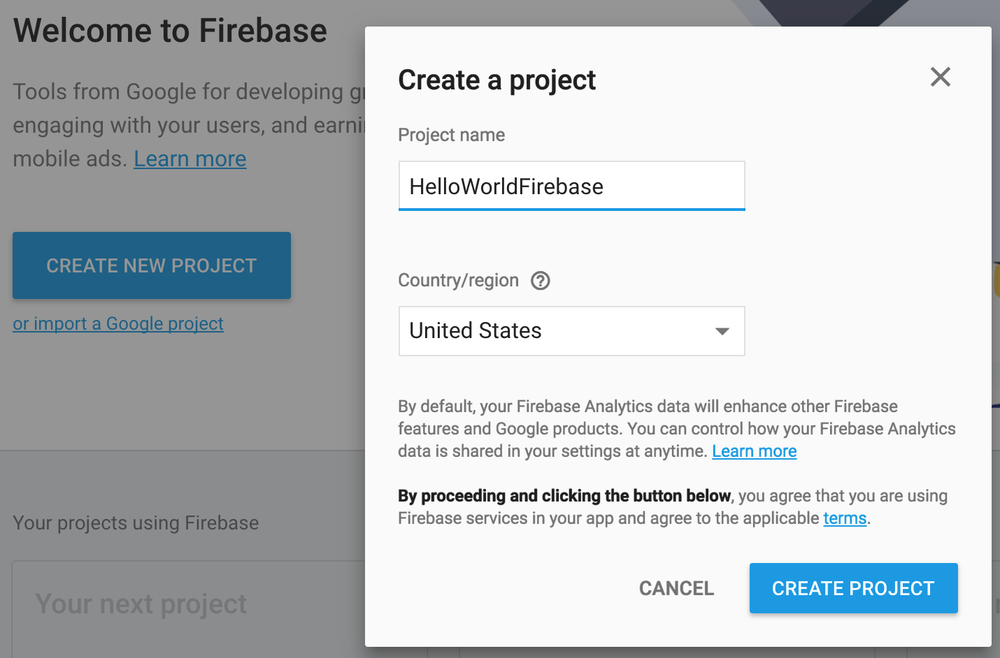 Welcome to Firebase
Tools from Google for developing
engaging with your users, and
mobile ads. Learn more
CREATE NEW PROJECT
or import a Google project
Your projects using Firebase
Your next project
Create a project
Project name
HelloWorldFirebase
Country/region ?
United States
By default, your Firebase Analytics data will enhance other Firebase
features and Google products. You can control how your Firebase Analytics
data is shared in your settings at anytime. Learn more
By proceeding and clicking the button below, you agree that you are using
Firebase services in your app and agree to the applicable terms.
CANCEL
CREATE PROJECT